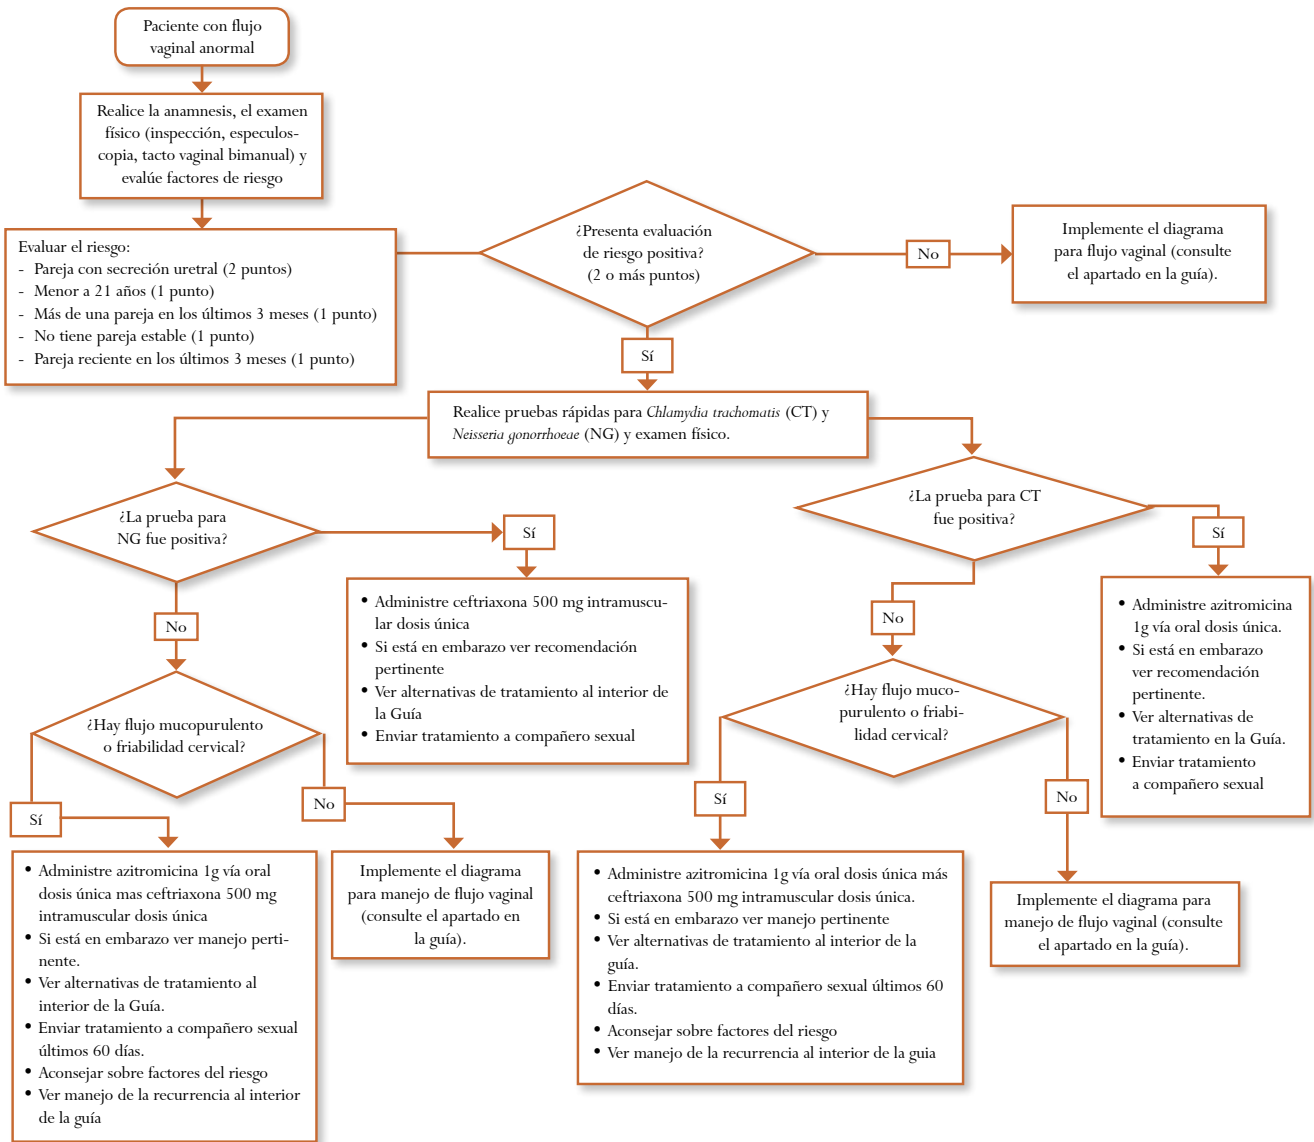 Paciente con flujo
vaginal anormal
Realice la anamnesis, el examen
físico (inspección, especulos-
copia, tacto vaginal bimanual) y
evalúe factores de riesgo
Evaluar el riesgo:
- Pareja con secreción uretral (2 puntos)
- Menor a 21 años (1 punto)
- Más de una pareja en los últimos 3 meses (1 punto)
- No tiene pareja estable (1 punto)
- Pareja reciente en los últimos 3 meses (1 punto)
¿Presenta evaluación
de riesgo positiva?
(2 o más puntos)
No
Implemente el diagrama
para flujo vaginal (consulte
el apartado en la guía).
Sí
Realice pruebas rápidas para Chlamydia trachomatis (CT) y
Neisseria gonorrhoeae (NG) y examen físico.
¿La prueba para
NG fue positiva?
Sí
• Administre ceftriaxona 500 mg intramuscu-
lar dosis única
• Si está en embarazo ver recomendación
pertinente
• Ver alternativas de tratamiento al interior de
la Guía
• Enviar tratamiento a compañero sexual
No
¿Hay flujo mucopurulento
o friabilidad cervical?
Sí
• Administre azitromicina 1g vía oral
dosis única mas ceftriaxona 500 mg
intramuscular dosis única
• Si está en embarazo ver manejo perti-
nente.
• Ver alternativas de tratamiento al
interior de la Guía.
• Enviar tratamiento a compañero sexual
últimos 60 días.
• Aconsejar sobre factores del riesgo
• Ver manejo de la recurrencia al interior
de la guía
No
Implemente el diagrama
para manejo de flujo vaginal
(consulte el apartado en
la guía).
¿La prueba para CT
fue positiva?
Sí
• Administre azitromicina
1g vía oral dosis única.
• Si está en embarazo
ver recomendación
pertinente.
• Ver alternativas de
tratamiento en la Guía.
• Enviar tratamiento
a compañero sexual
No
¿Hay flujo muco-
purulento o friabi-
lidad cervical?
Sí
• Administre azitromicina 1g vía oral dosis única más
ceftriaxona 500 mg intramuscular dosis única.
• Si está en embarazo ver manejo pertinente
• Ver alternativas de tratamiento al interior de la
guía.
• Enviar tratamiento a compañero sexual últimos 60
días.
• Aconsejar sobre factores del riesgo
• Ver manejo de la recurrencia al interior de la guia
No
Implemente el diagrama para
manejo de flujo vaginal (consulte
el apartado en la guía).